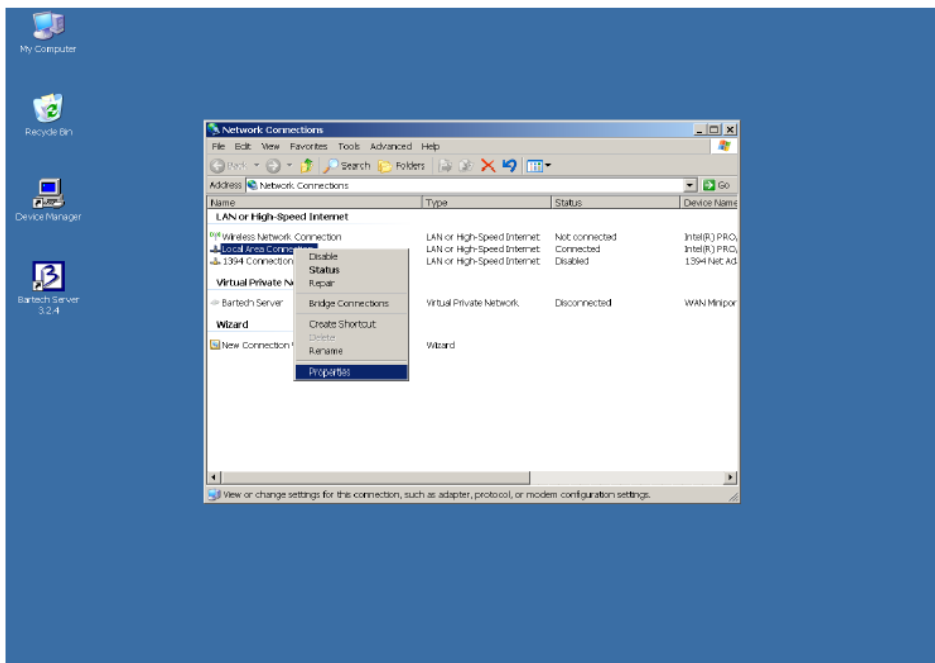 My Computer
Recycle Bin
Device Manager
Bartech Server
3.2.4
Network Connections
File Edit View Favorites Tools Advanced Help
Back Search Folders
Address Network Connections Go
Name Type Status Device Name
LAN or High-Speed Internet
Wireless Network Connection LAN or High-Speed Internet Not connected Intel(R) PRO,
Local Area Connection LAN or High-Speed Internet Connected Intel(R) PRO,
1394 Connection LAN or High-Speed Internet Disabled 1394 Net Ad
Virtual Private N
Bartech Server Virtual Private Network Disconnected WAN Minipor
Wizard
New Connection Wizard
Disable
Status
Repair
Bridge Connections
Create Shortcut
Delete
Rename
Properties
View or change settings for this connection, such as adapter, protocol, or modem configuration settings.